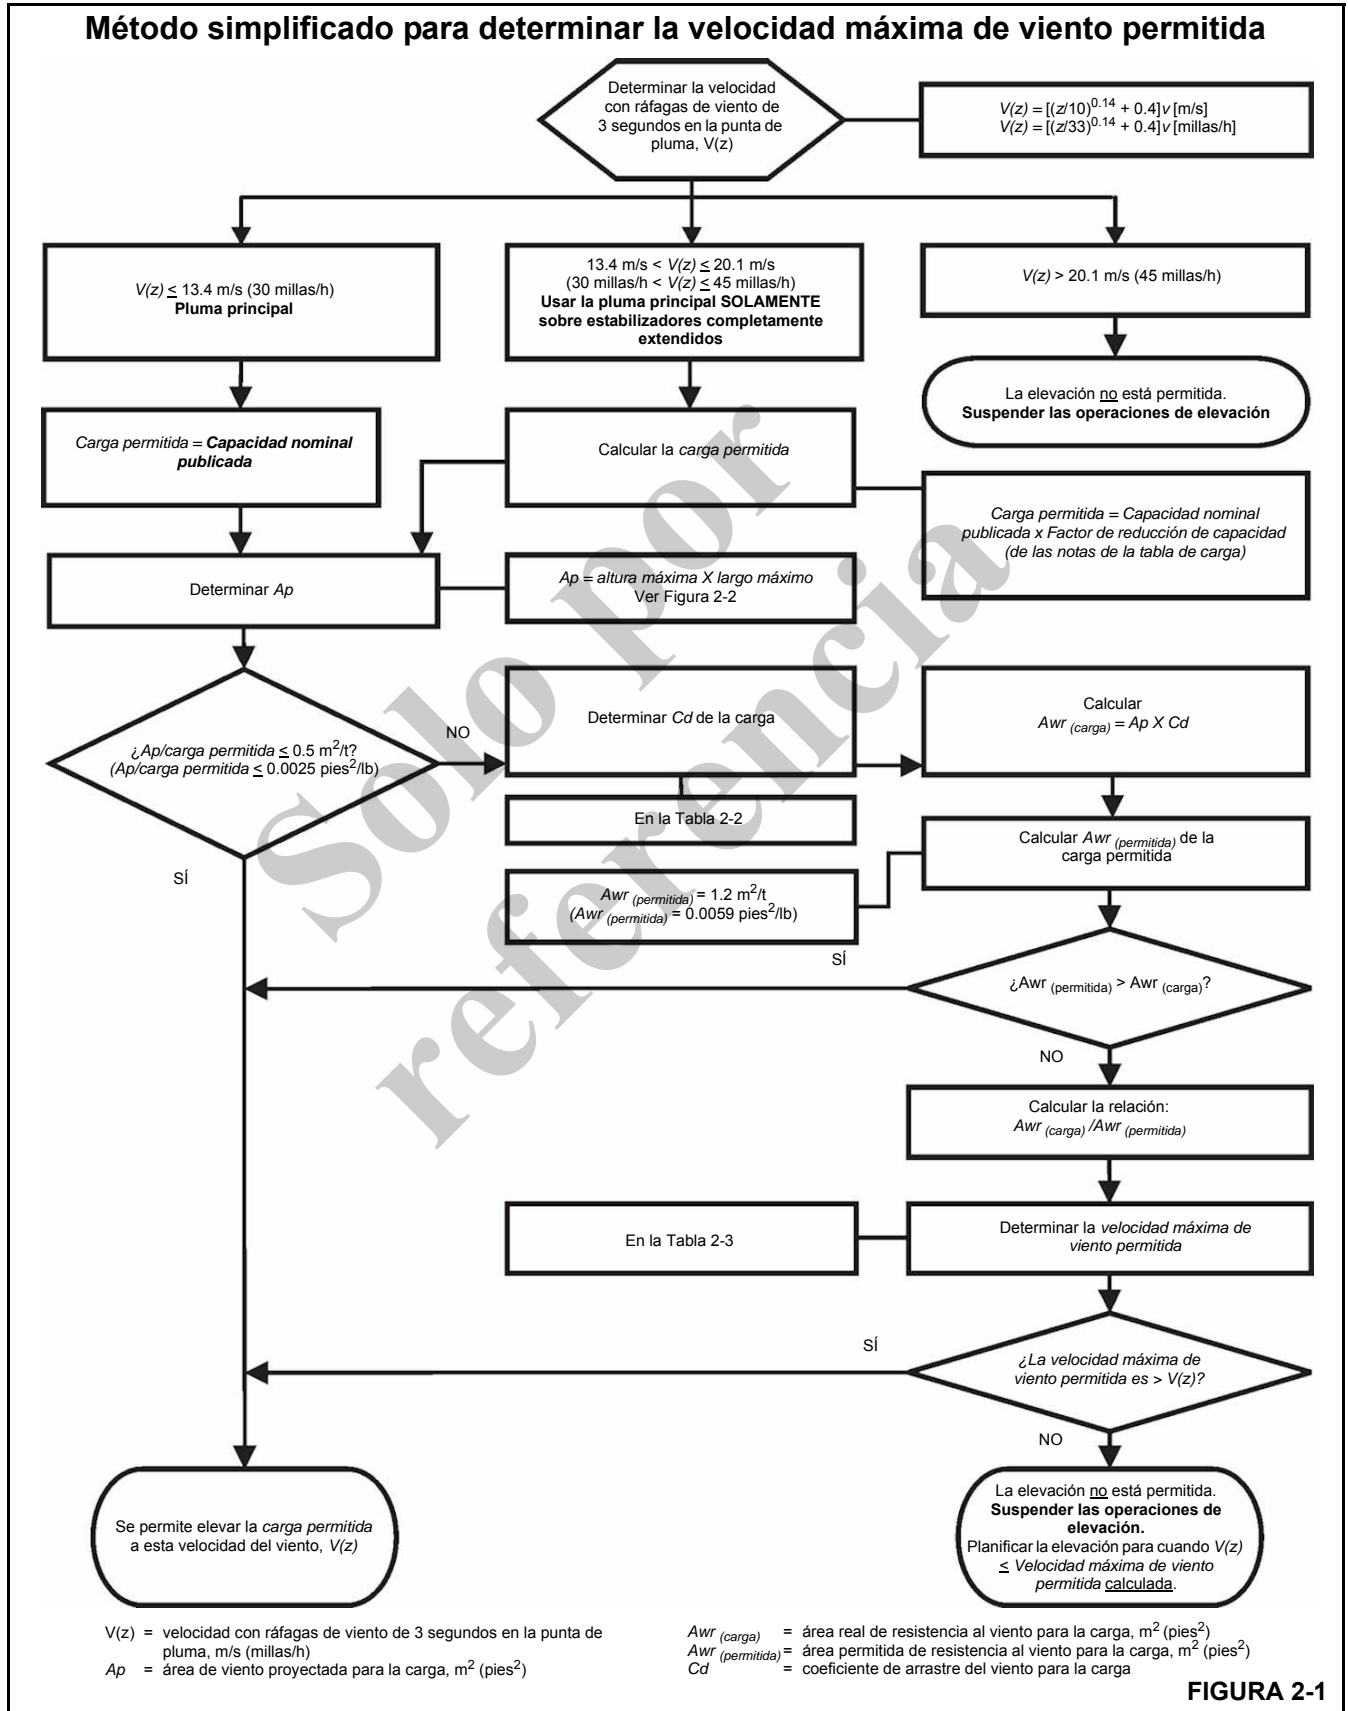 Método simplificado para determinar la velocidad máxima de viento permitida
Determinar la velocidad
con ráfagas de viento de
3 segundos en la punta de
pluma, V(z)
V(z) = [(z/10)^0.14 + 0.4]v [m/s]
V(z) = [(z/33)^0.14 + 0.4]v [millas/h]
V(z) ≤ 13.4 m/s (30 millas/h)
Pluma principal
13.4 m/s < V(z) ≤ 20.1 m/s
(30 millas/h < V(z) ≤ 45 millas/h)
Usar la pluma principal SOLAMENTE
sobre estabilizadores completamente
extendidos
V(z) > 20.1 m/s (45 millas/h)
La elevación no está permitida.
Suspender las operaciones de elevación
Carga permitida = Capacidad nominal
publicada
Calcular la carga permitida
Carga permitida = Capacidad nominal
publicada x Factor de reducción de capacidad
(de las notas de la tabla de carga)
Determinar Ap
Ap = altura máxima X largo máximo
Ver Figura 2-2
¿Ap/carga permitida ≤ 0.5 m²/t?
(Ap/carga permitida ≤ 0.0025 pies²/lb)
NO
SÍ
Determinar Cd de la carga
En la Tabla 2-2
Calcular
Awr (carga) = Ap X Cd
Calcular Awr (permitida) de la
carga permitida
Awr (permitida) = 1.2 m²/t
(Awr (permitida) = 0.0059 pies²/lb)
SÍ
¿Awr (permitida) > Awr (carga)?
NO
Calcular la relación:
Awr (carga) /Awr (permitida)
En la Tabla 2-3
Determinar la velocidad máxima de
viento permitida
SÍ
¿La velocidad máxima de
viento permitida es > V(z)?
NO
Se permite elevar la carga permitida
a esta velocidad del viento, V(z)
La elevación no está permitida.
Suspender las operaciones de
elevación.
Planificar la elevación para cuando V(z)
≤ Velocidad máxima de viento
permitida calculada.
V(z) = velocidad con ráfagas de viento de 3 segundos en la punta de
pluma, m/s (millas/h)
Ap = área de viento proyectada para la carga, m² (pies²)
Awr (carga) = área real de resistencia al viento para la carga, m² (pies²)
Awr (permitida) = área permitida de resistencia al viento para la carga, m² (pies²)
Cd = coeficiente de arrastre del viento para la carga
FIGURA 2-1
Solo por
referencia